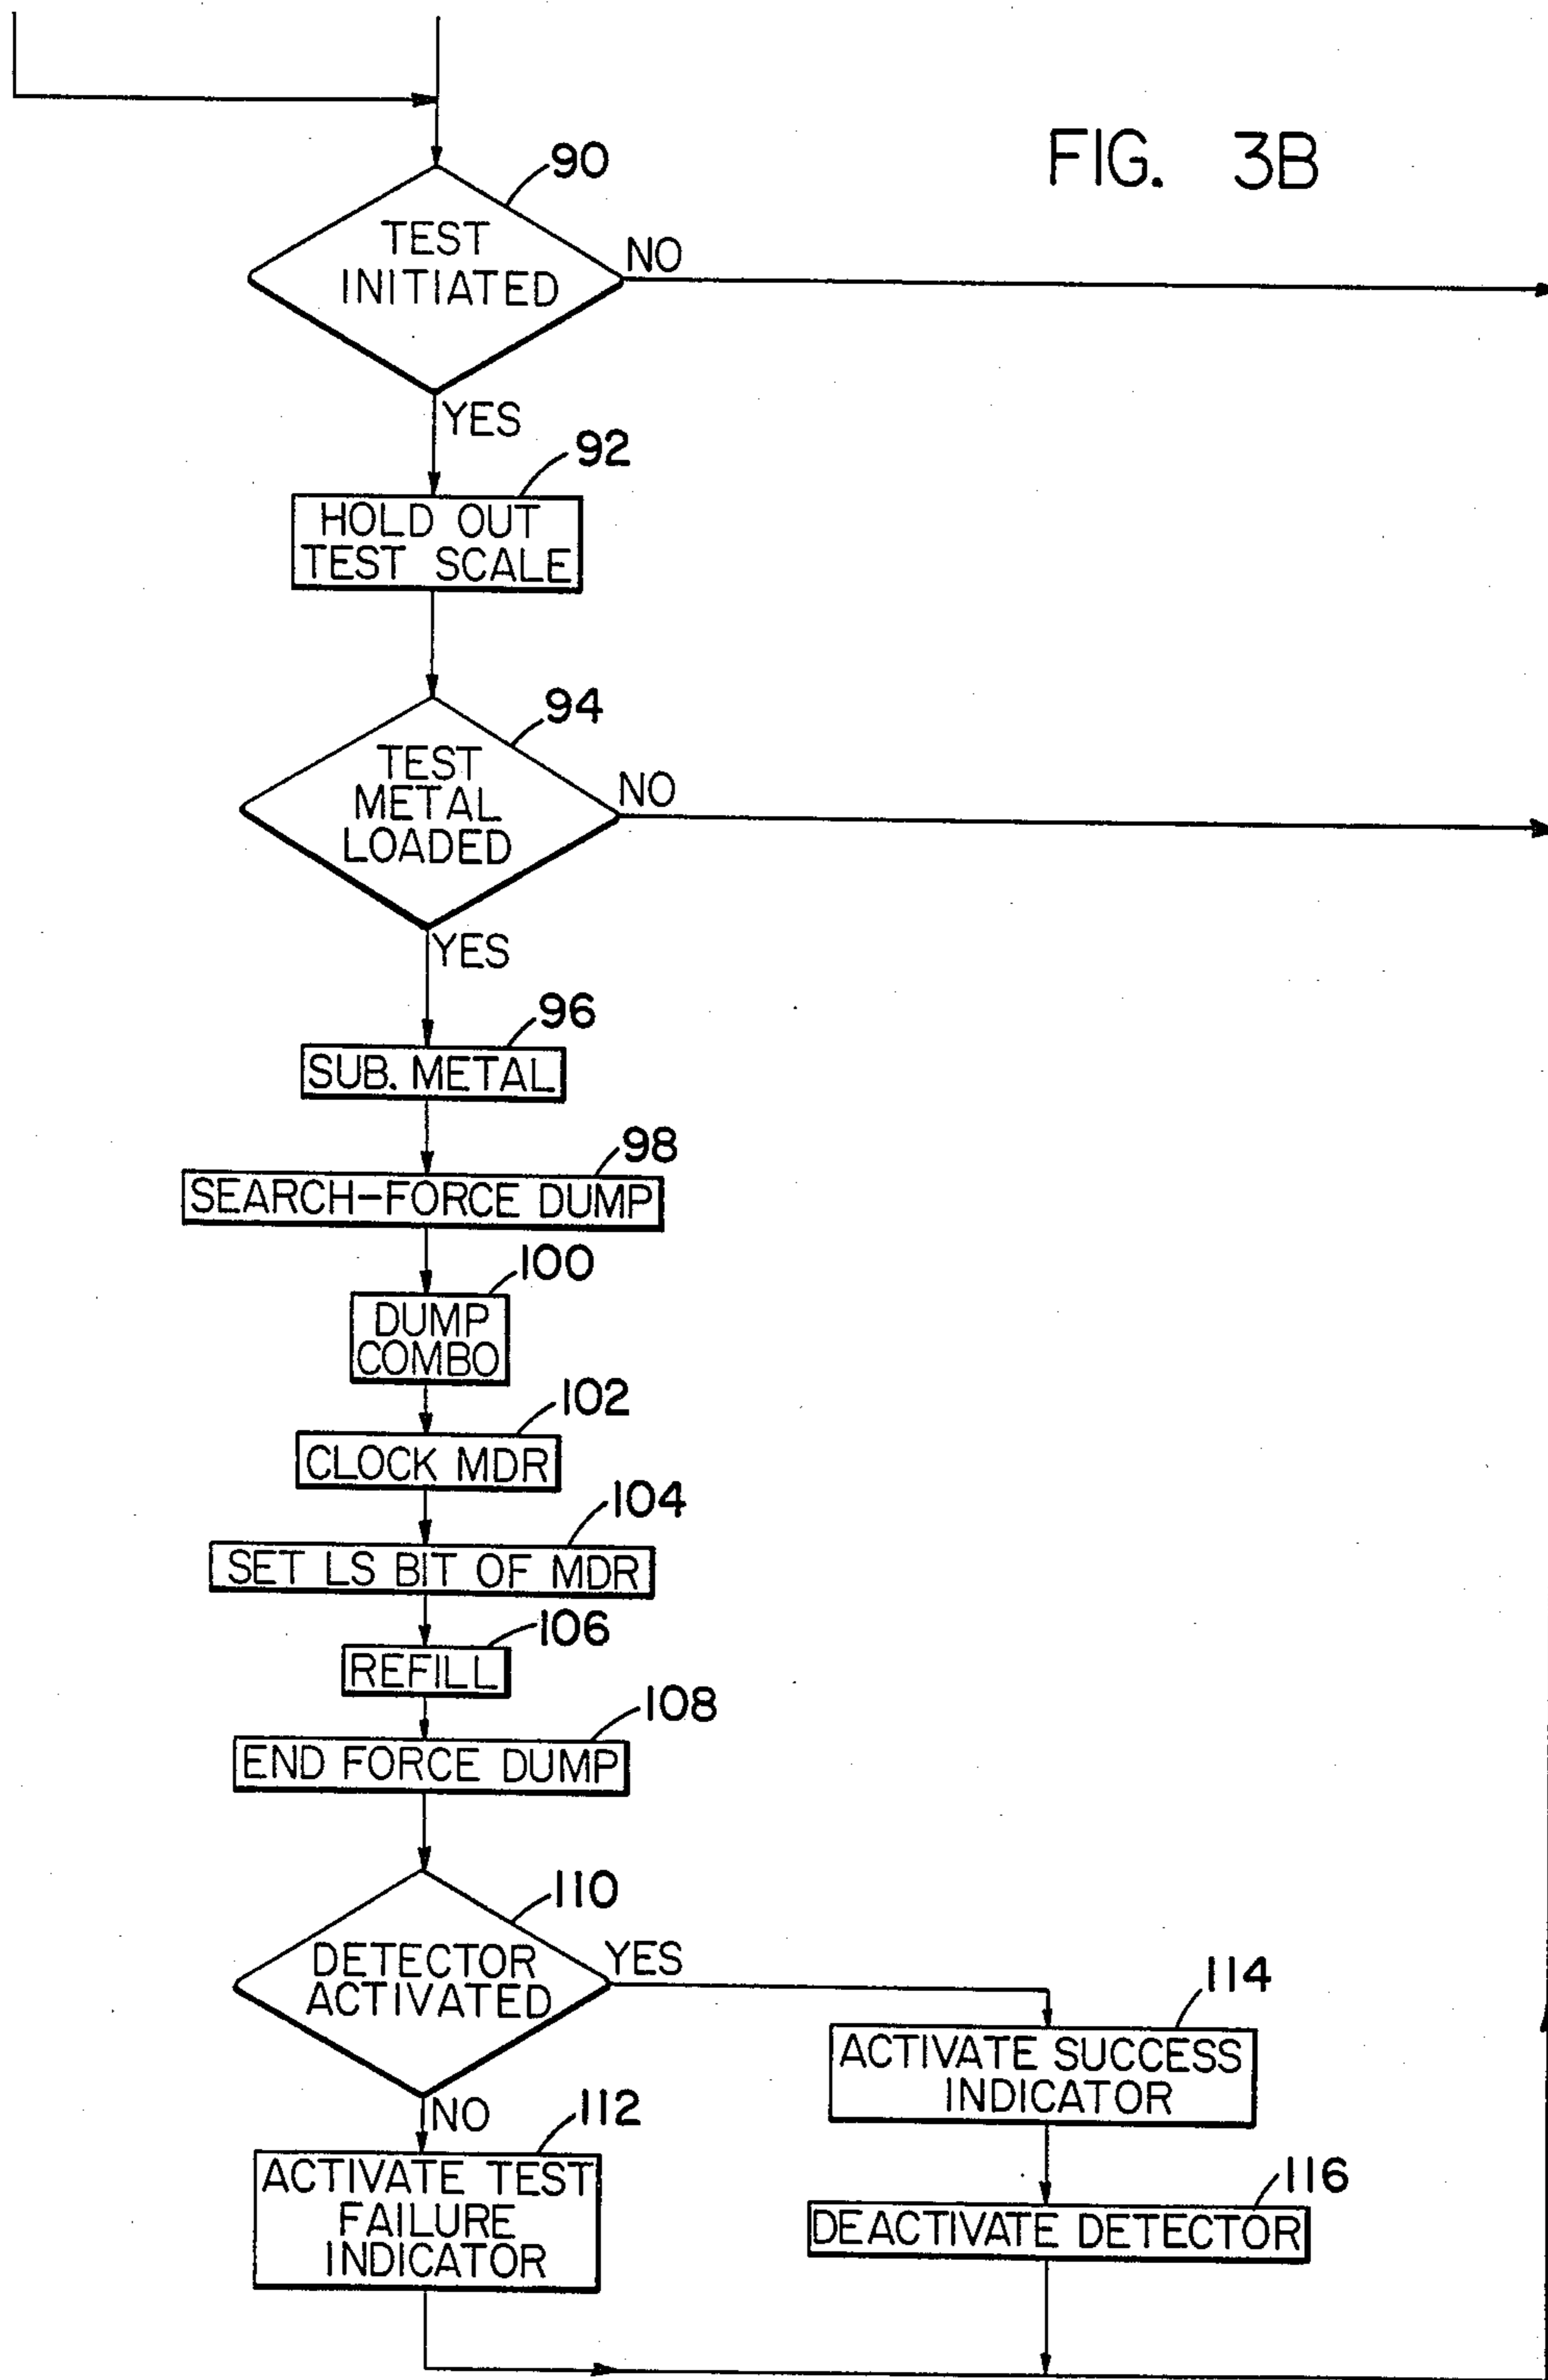 FIG. 3B
90
TEST
INITIATED
NO
YES
92
HOLD OUT
TEST SCALE
94
TEST
METAL
LOADED
NO
YES
96
SUB. METAL
98
SEARCH-FORCE DUMP
100
DUMP
COMBO
102
CLOCK MDR
104
SET LS BIT OF MDR
106
REFILL
108
END FORCE DUMP
110
DETECTOR
ACTIVATED
YES
NO
114
ACTIVATE SUCCESS
INDICATOR
112
ACTIVATE TEST
FAILURE
INDICATOR
116
DEACTIVATE DETECTOR